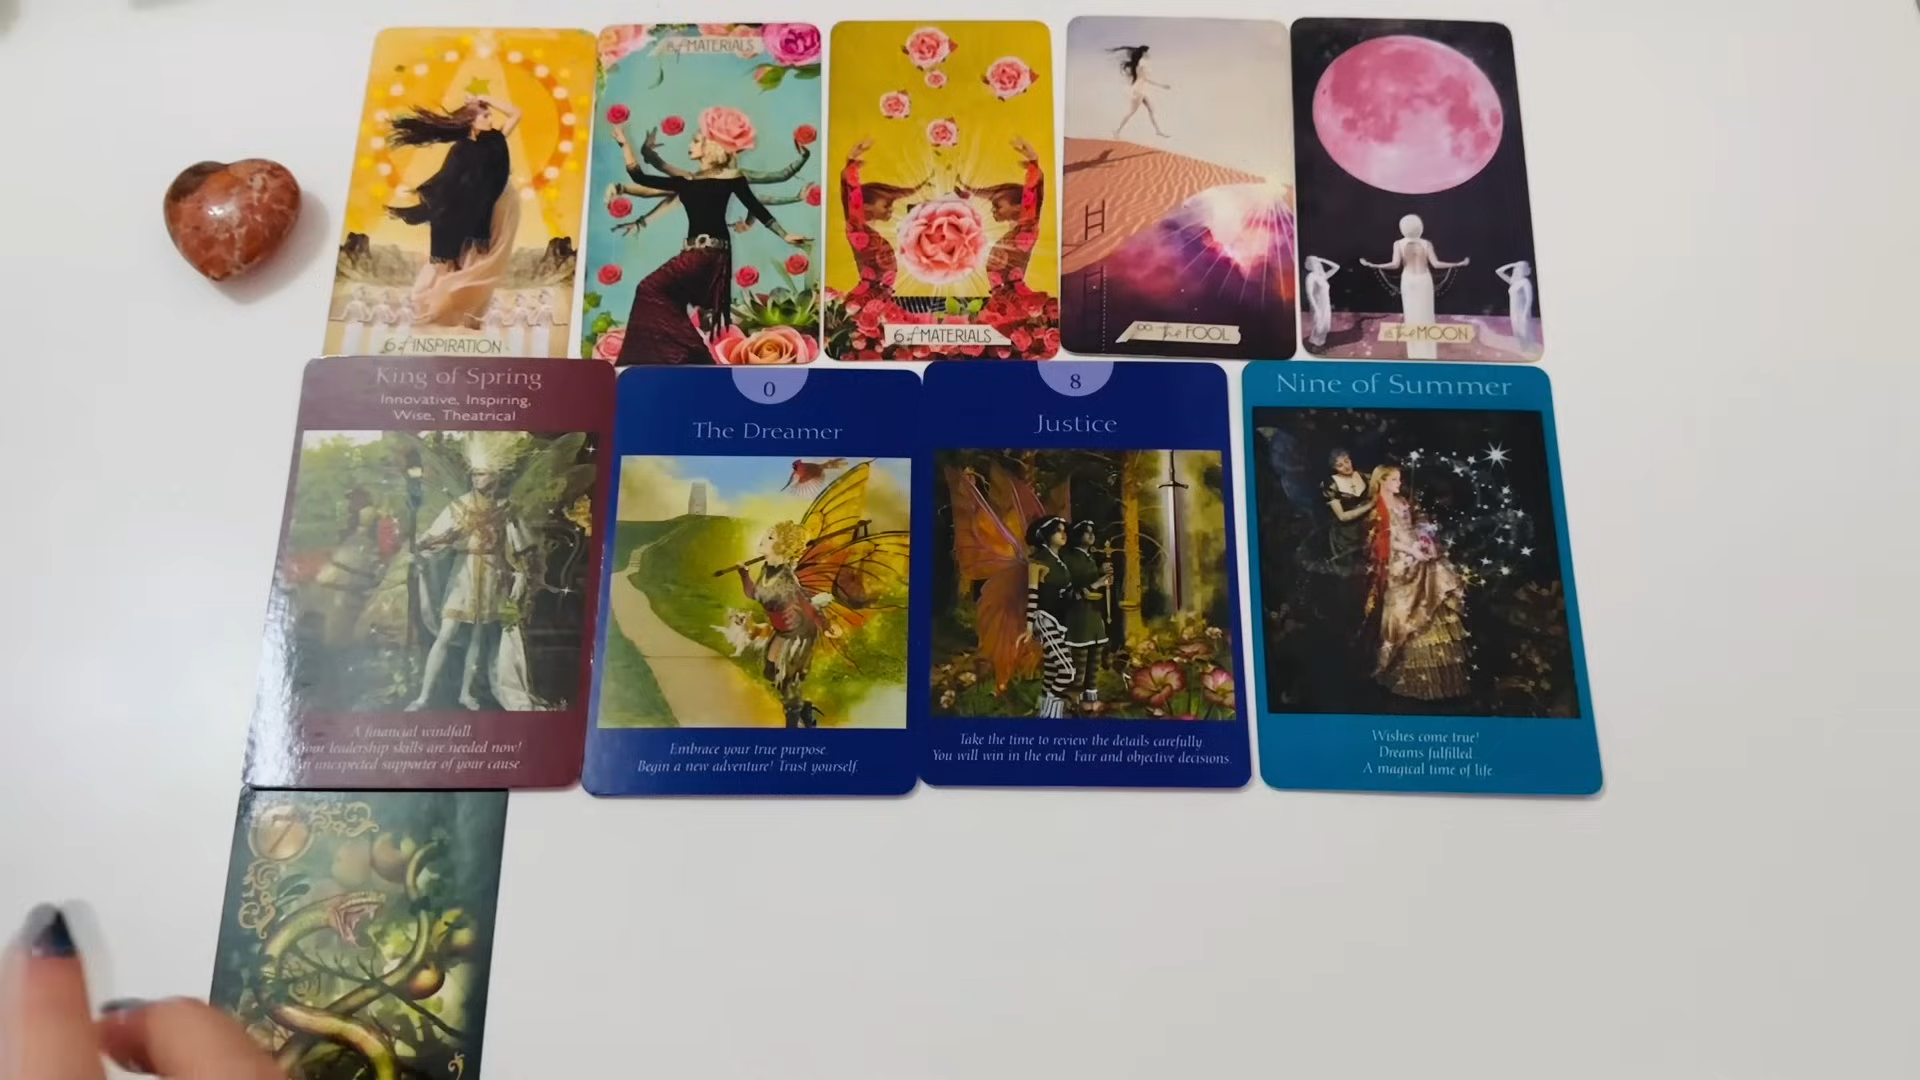 6 of INSPIRATION
8 of MATERIALS
6 of MATERIALS
the FOOL
the MOON
King of Spring
Innovative, Inspiring,
Wise, Theatrical
A financial windfall.
Your leadership skills are needed now!
An unexpected supporter of your cause.
0
The Dreamer
Embrace your true purpose.
Begin a new adventure! Trust yourself.
8
Justice
Take the time to review the details carefully.
You will win in the end. Fair and objective decisions.
Nine of Summer
Wishes come true!
Dreams fulfilled.
A magical time of life.
7